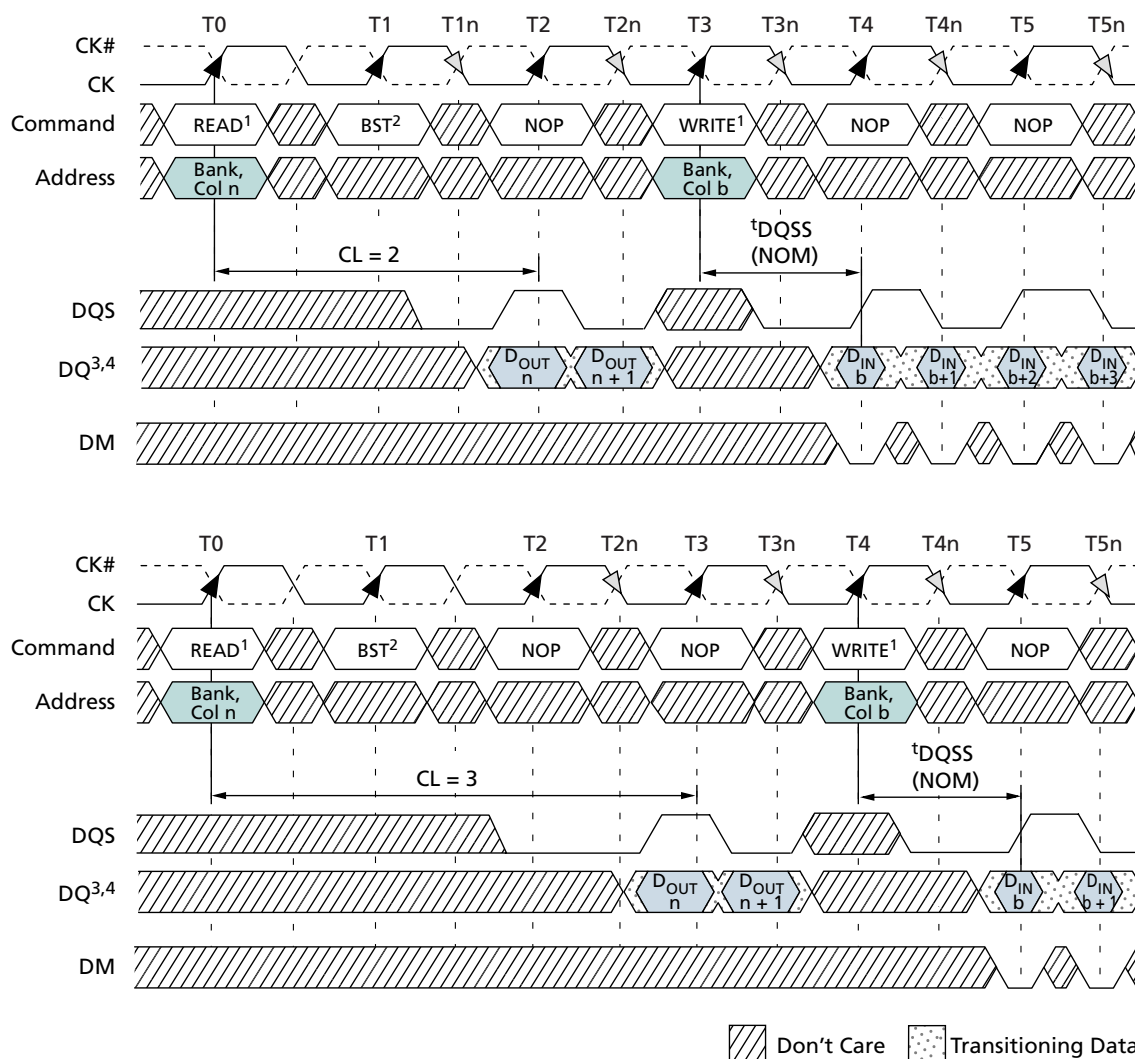 T0 T1 T1n T2 T2n T3 T3n T4 T4n T5 T5n
CK#
CK
Command READ1 BST2 NOP WRITE1 NOP NOP
Address Bank, Col n Bank, Col b
CL = 2
tDQSS
(NOM)
DQS
DQ3,4 DOUT n DOUT n + 1 DIN b DIN b+1 DIN b+2 DIN b+3
DM
T0 T1 T2 T2n T3 T3n T4 T4n T5 T5n
CK#
CK
Command READ1 BST2 NOP NOP WRITE1 NOP
Address Bank, Col n Bank, Col b
CL = 3
tDQSS
(NOM)
DQS
DQ3,4 DOUT n DOUT n + 1 DIN b DIN b + 1
DM
Don't Care Transitioning Data